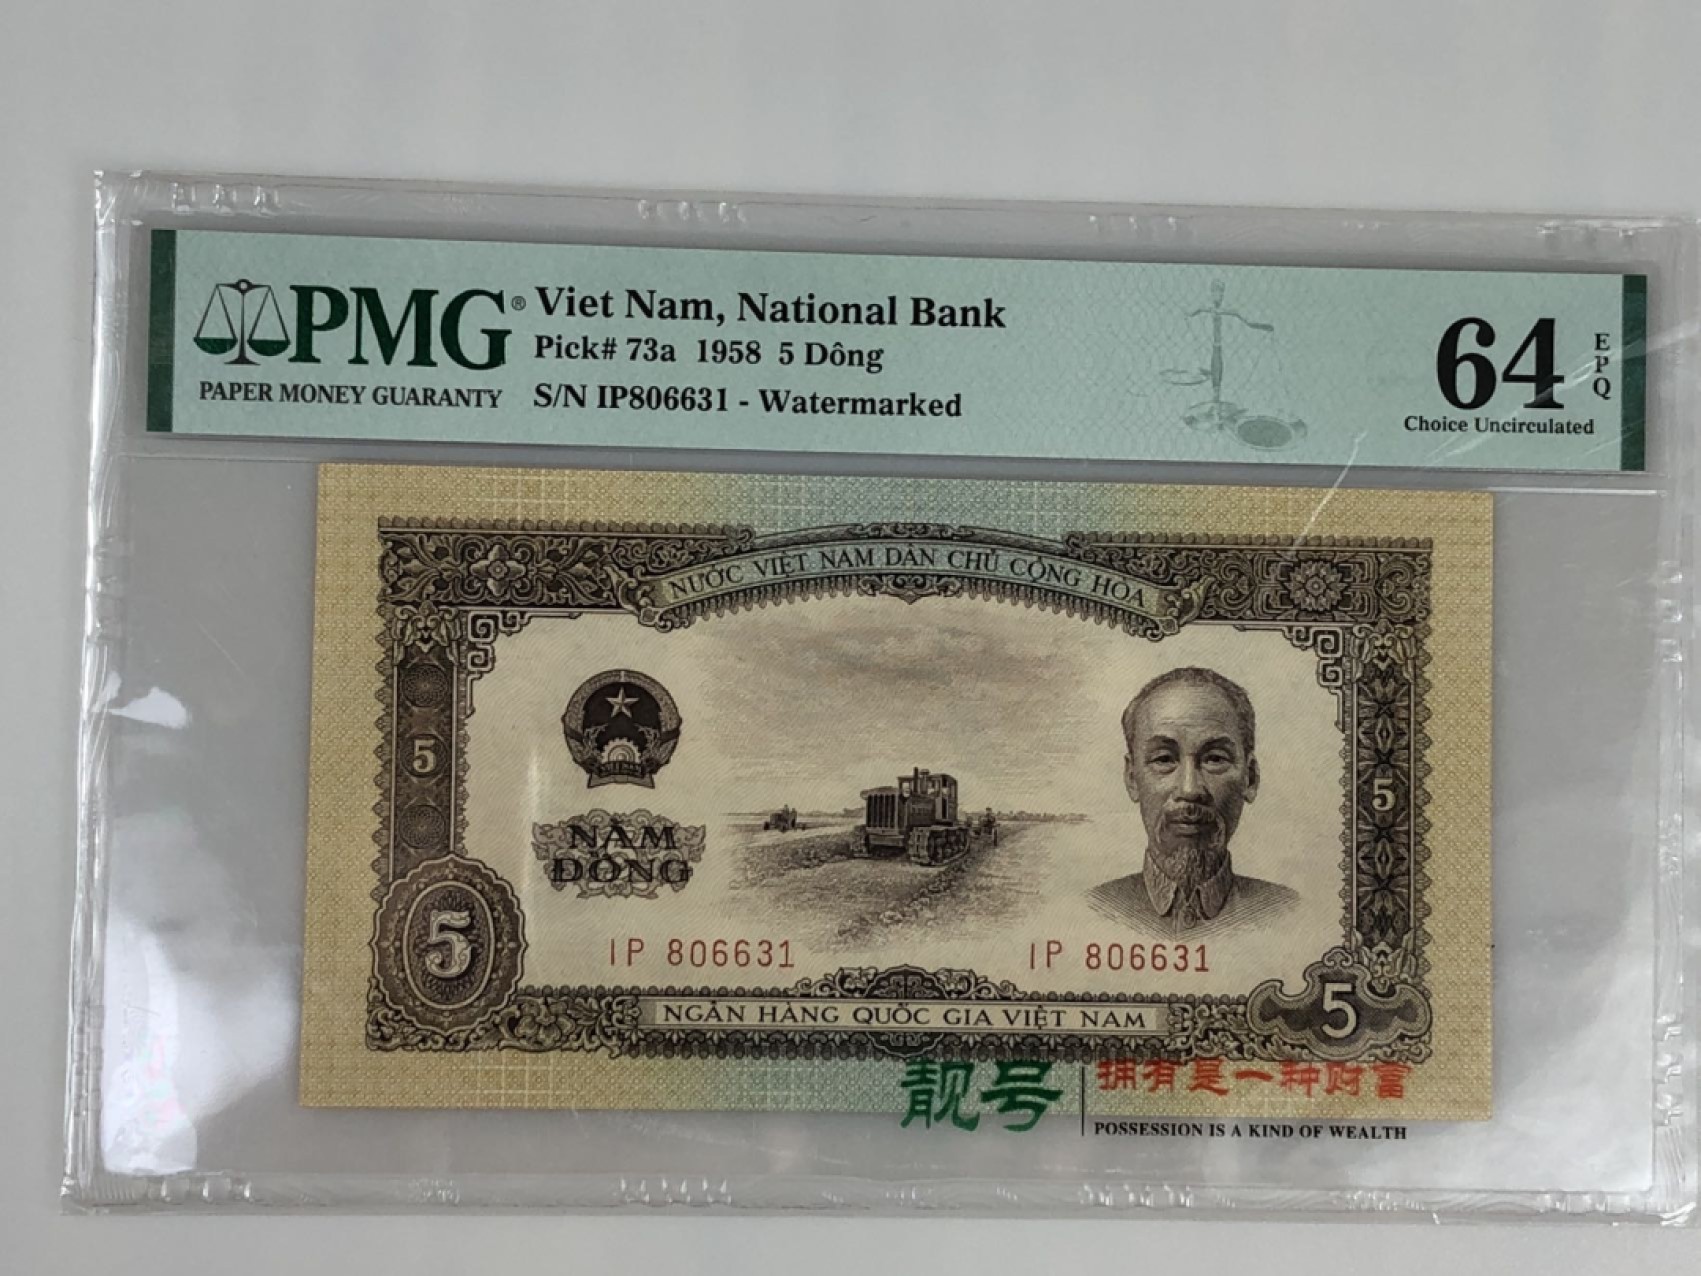 PMG®
PAPER MONEY GUARANTY
Viet Nam, National Bank
Pick# 73a 1958 5 Dông
S/N IP806631 - Watermarked
64
EPQ
Choice Uncirculated
NƯỚC VIỆT NAM DÂN CHỦ CỘNG HÒA
5
5
NĂM
ĐỒNG
5
5
IP 806631
IP 806631
NGÂN HÀNG QUỐC GIA VIỆT NAM
靓号
拥有是一种财富
POSSESSION IS A KIND OF WEALTH